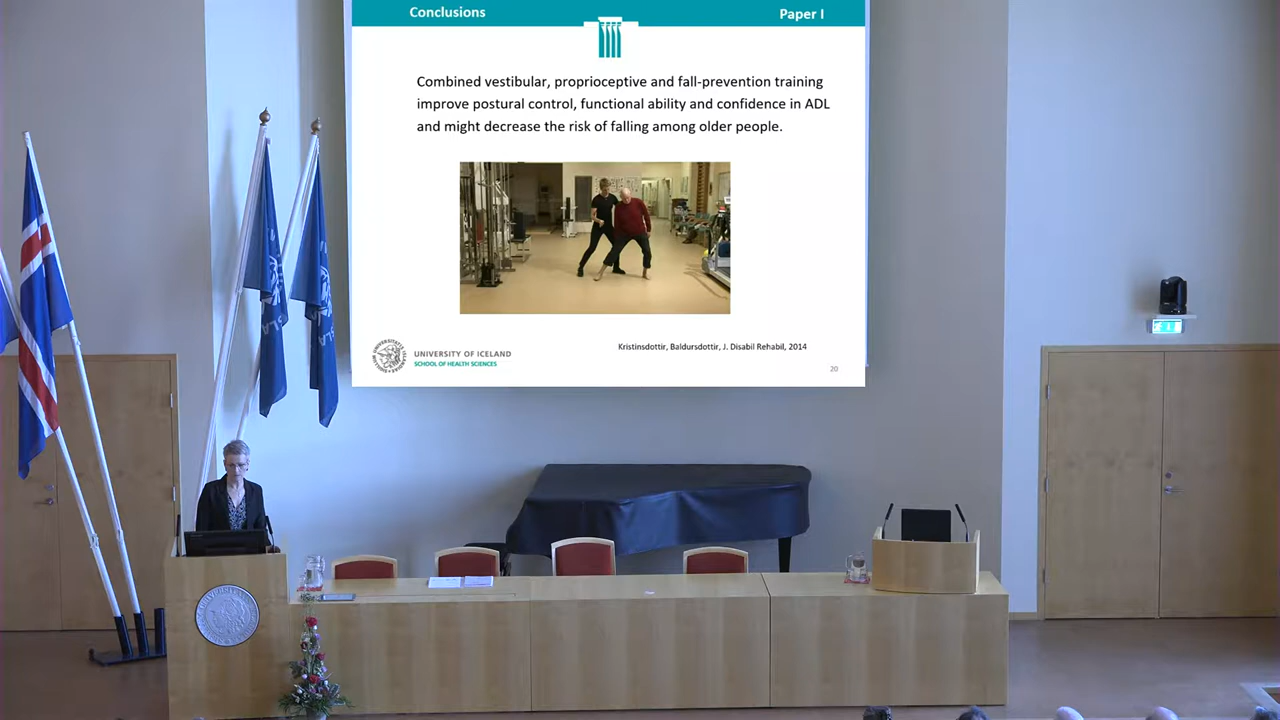 Conclusions
Paper I
Combined vestibular, proprioceptive and fall-prevention training
improve postural control, functional ability and confidence in ADL
and might decrease the risk of falling among older people.
Kristinsdottir, Baldursdottir, J. Disabil Rehabil, 2014
UNIVERSITY OF ICELAND
SCHOOL OF HEALTH SCIENCES
20